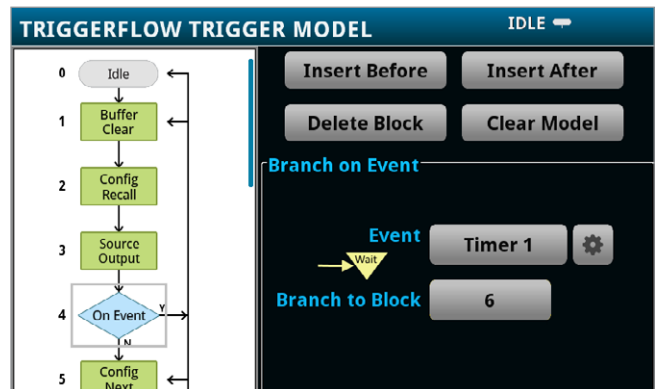 TRIGGERFLOW TRIGGER MODEL
IDLE
0 Idle
1 Buffer
Clear
2 Config
Recall
3 Source
Output
4 On Event
Y
N
5 Config
Next
Insert Before
Insert After
Delete Block
Clear Model
Branch on Event
Event
Timer 1
Wait
Branch to Block
6